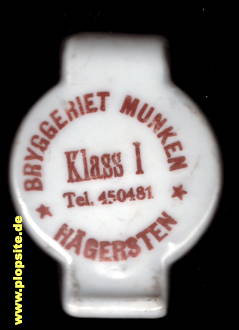 BRYGGERIET MUNKEN
Klass I
Tel. 450481
★ HÄGERSTEN ★
www.plopsite.de